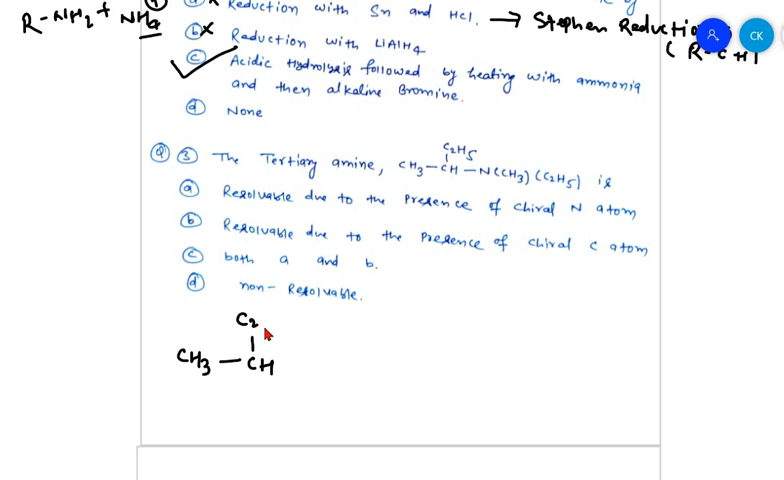 Reduction with Sn and HCl. → Stephen Reduction
R-NH2 + NH3
(R-CH
b Reduction with LiAlH4
c Acidic Hydrolysis followed by heating with ammonia
and then alkaline Bromine.
d None
Q 3 The Tertiary amine, CH3-CH-N(CH3)(C2H5) is
C2H5
a Resolvable due to the presence of chiral N atom
b Resolvable due to the presence of chiral C atom
c both a and b.
d non-Resolvable.
C2
CH3-CH
CK